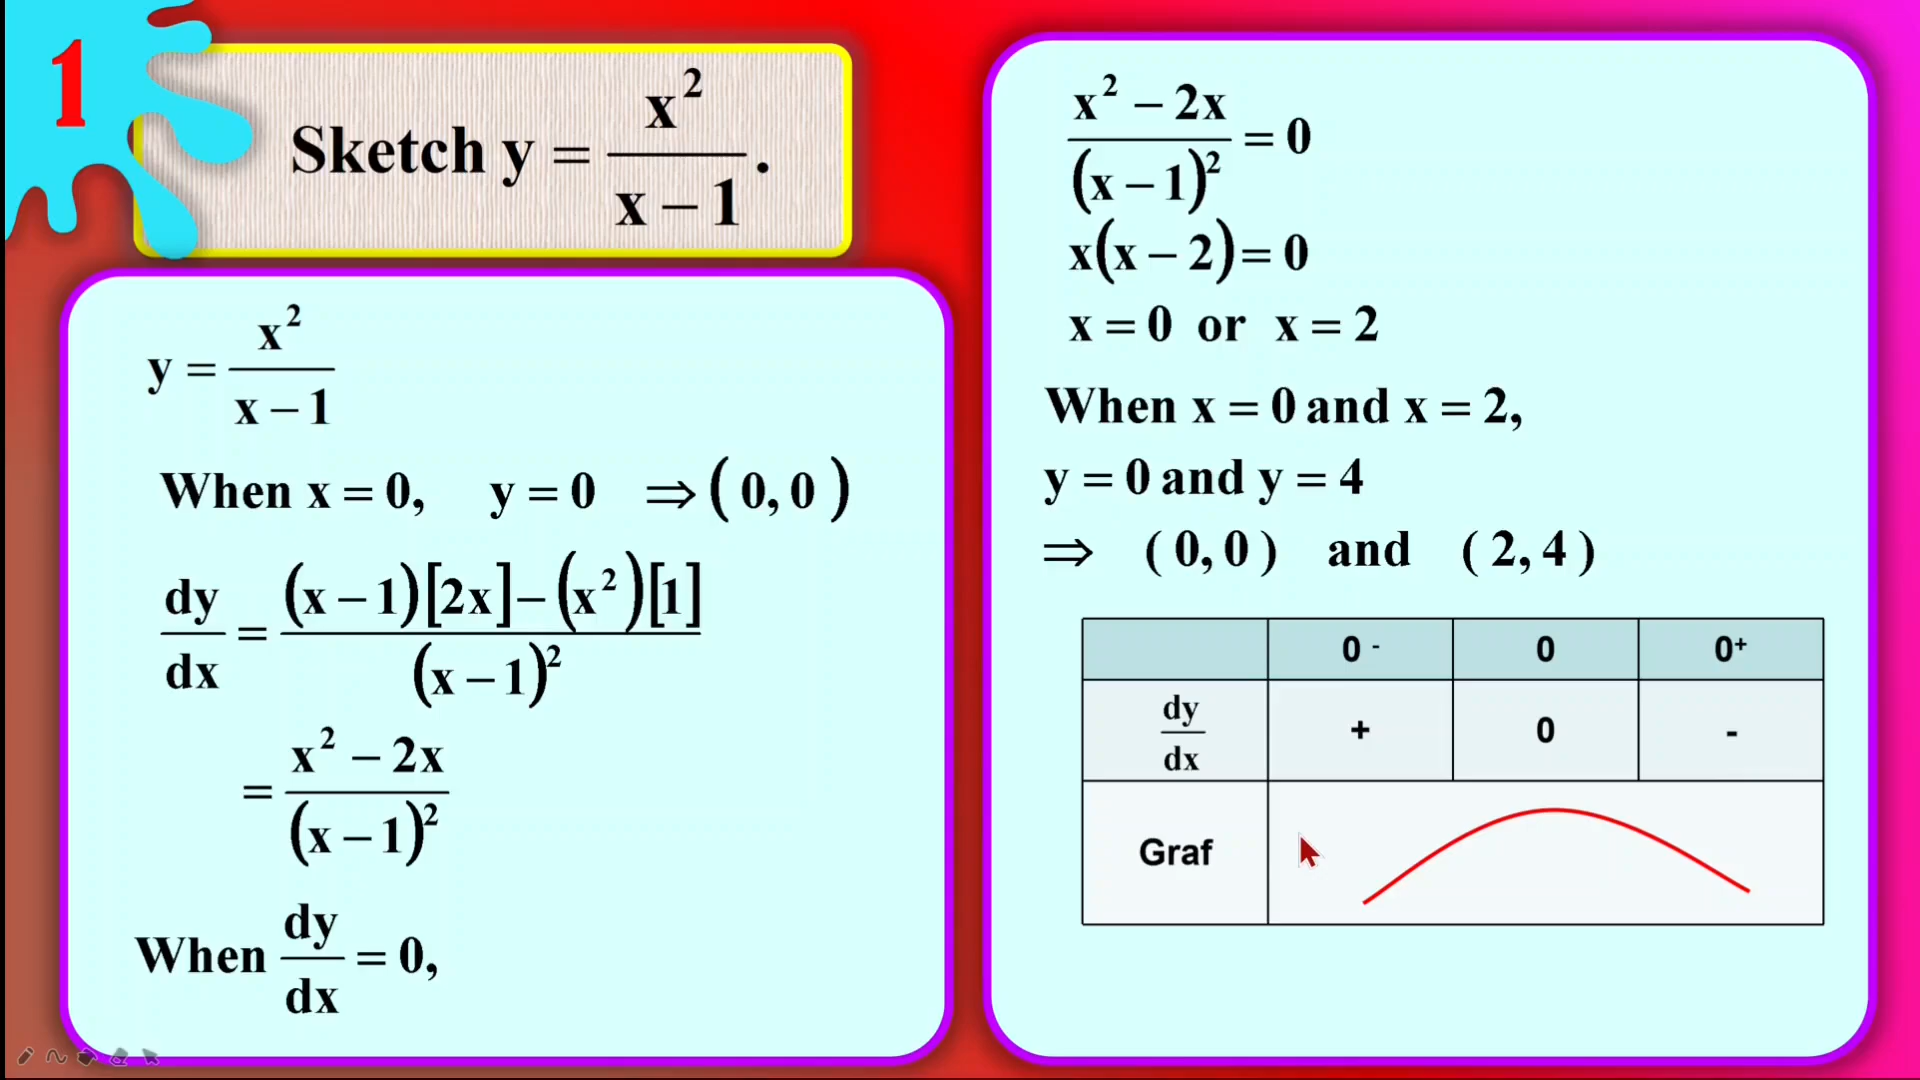 1
Sketch y = x² / (x − 1).
y = x² / (x − 1)
When x = 0, y = 0 ⇒ ( 0, 0 )
dy/dx = ((x − 1)[2x] − (x²)[1]) / (x − 1)²
= (x² − 2x) / (x − 1)²
When dy/dx = 0,
(x² − 2x) / (x − 1)² = 0
x(x − 2) = 0
x = 0 or x = 2
When x = 0 and x = 2,
y = 0 and y = 4
⇒ ( 0, 0 ) and ( 2, 4 )
0 - 0 0+
dy/dx + 0 -
Graf